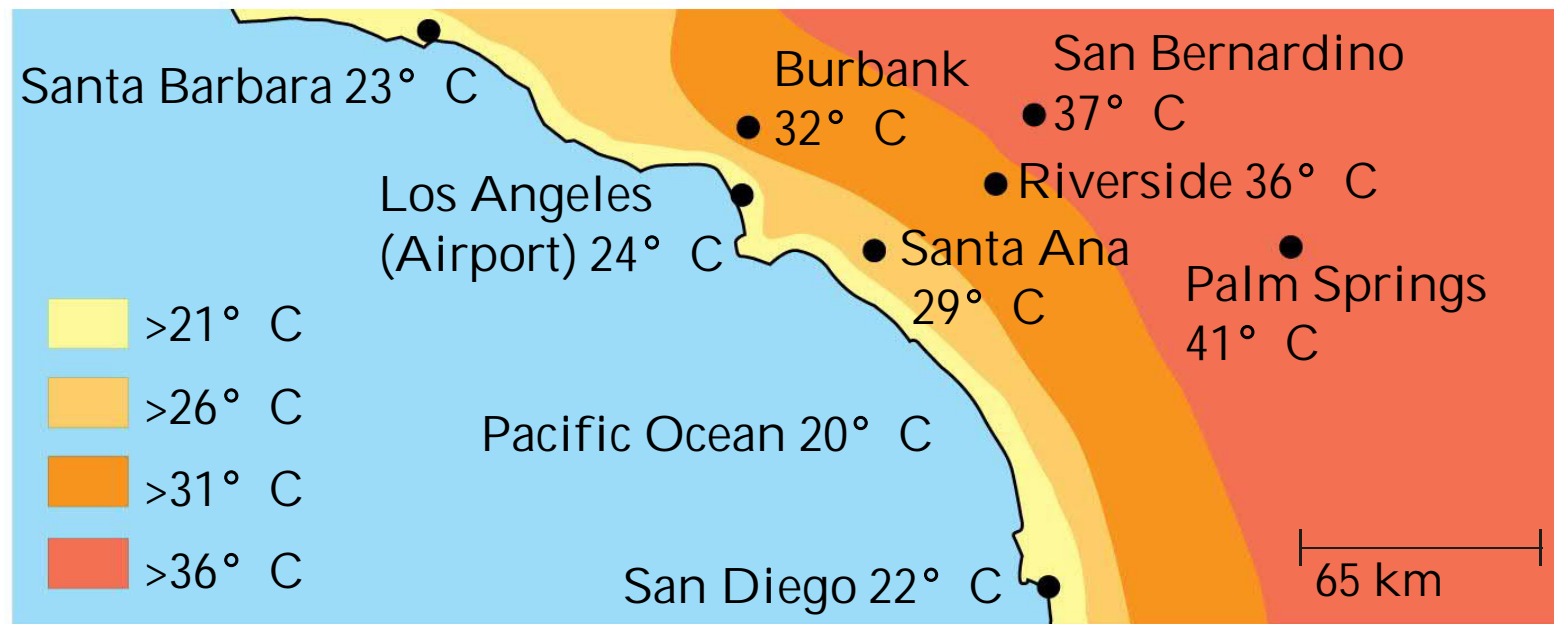 Santa Barbara 23° C
Burbank
32° C
San Bernardino
37° C
Los Angeles
(Airport) 24° C
Riverside 36° C
Santa Ana
29° C
Palm Springs
41° C
>21° C
>26° C
>31° C
>36° C
Pacific Ocean 20° C
San Diego 22° C
65 km